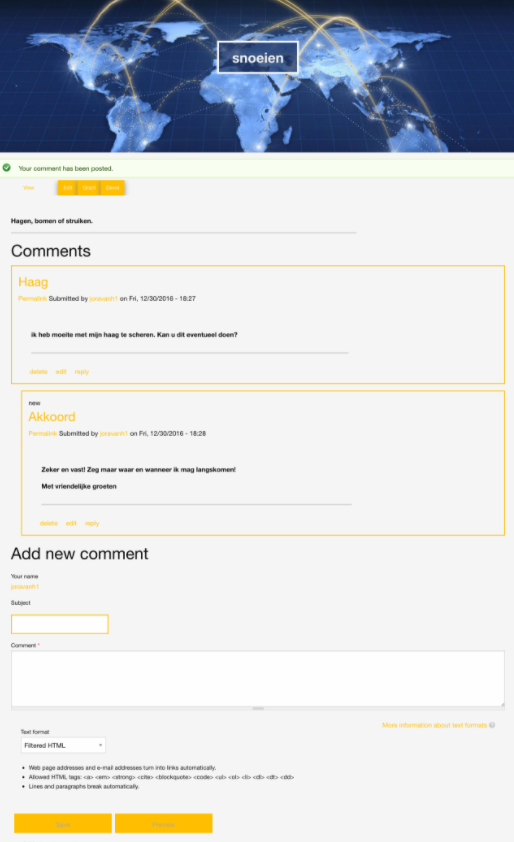 snoeien
Your comment has been posted.
View Edit
Hagen, bomen of struiken.
Comments
Haag
Permalink Submitted by on Fri, 12/30/2016 - 18:27
ik heb moeite met mijn haag te scheren. Kan u dit eventueel doen?
delete edit reply
new
Akkoord
Permalink Submitted by on Fri, 12/30/2016 - 18:28
Zeker en vast! Zeg maar waar en wanneer ik mag langskomen!
Met vriendelijke groeten
delete edit reply
Add new comment
Your name
Subject
Comment *
More information about text formats
Text format
Filtered HTML
Web page addresses and e-mail addresses turn into links automatically.
Allowed HTML tags: <a> <em> <strong> <cite> <blockquote> <code> <ul> <ol> <li> <dl> <dt> <dd>
Lines and paragraphs break automatically.
Save Preview